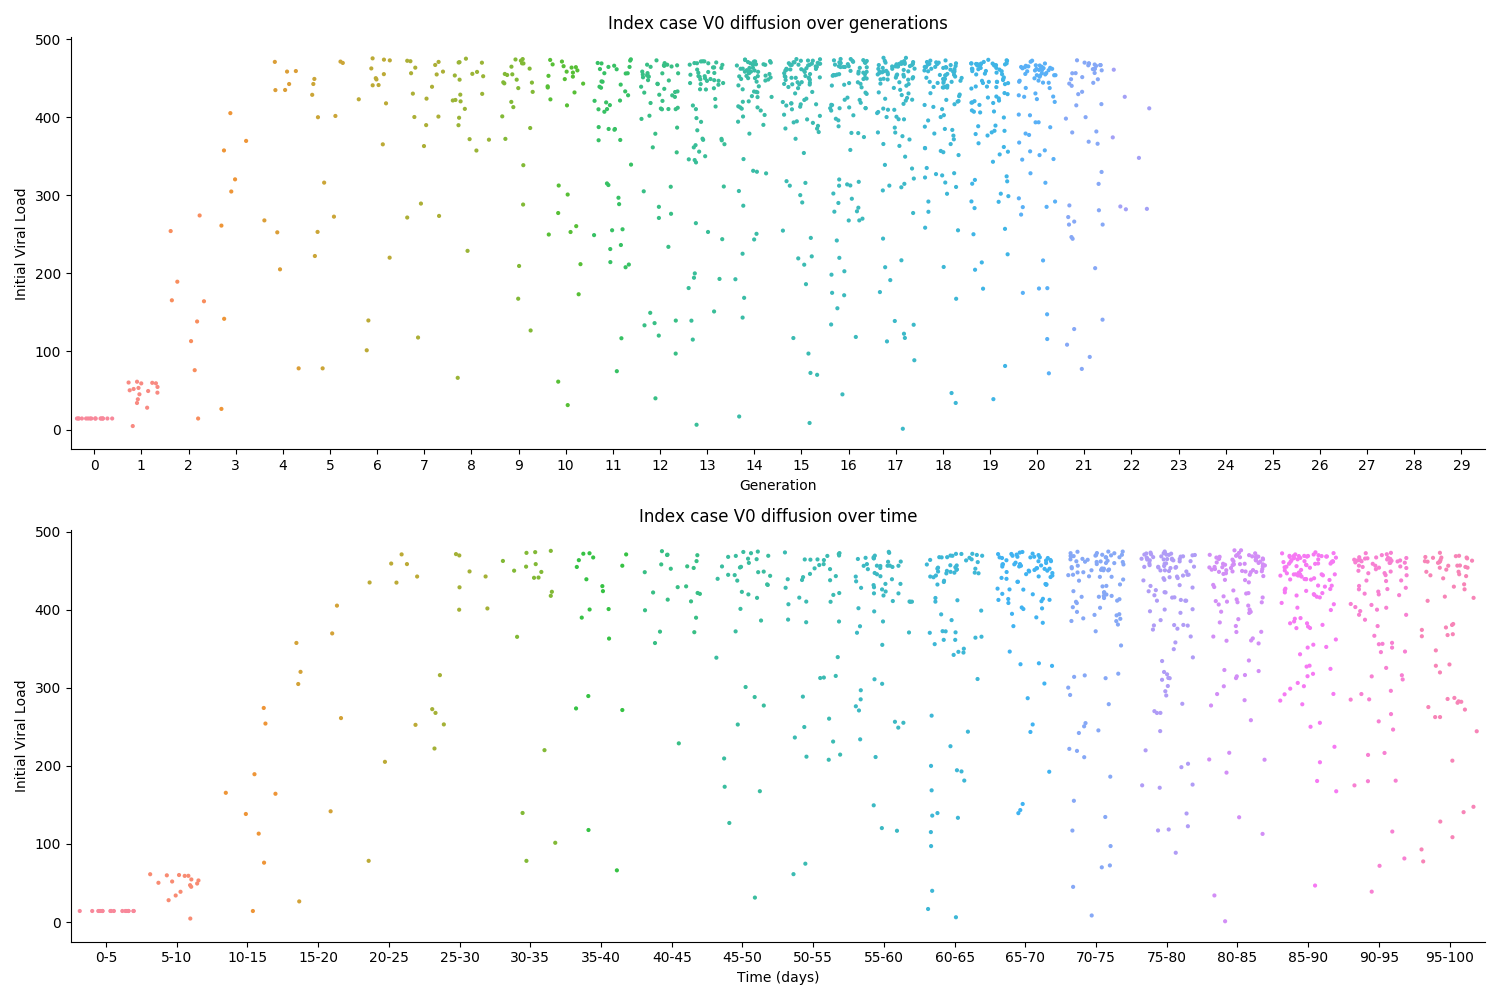 Index case V0 diffusion over generations
500
400
300
200
100
0
Initial Viral Load
0 1 2 3 4 5 6 7 8 9 10 11 12 13 14 15 16 17 18 19 20 21 22 23 24 25 26 27 28 29
Generation
Index case V0 diffusion over time
500
400
300
200
100
0
Initial Viral Load
0-5 5-10 10-15 15-20 20-25 25-30 30-35 35-40 40-45 45-50 50-55 55-60 60-65 65-70 70-75 75-80 80-85 85-90 90-95 95-100
Time (days)